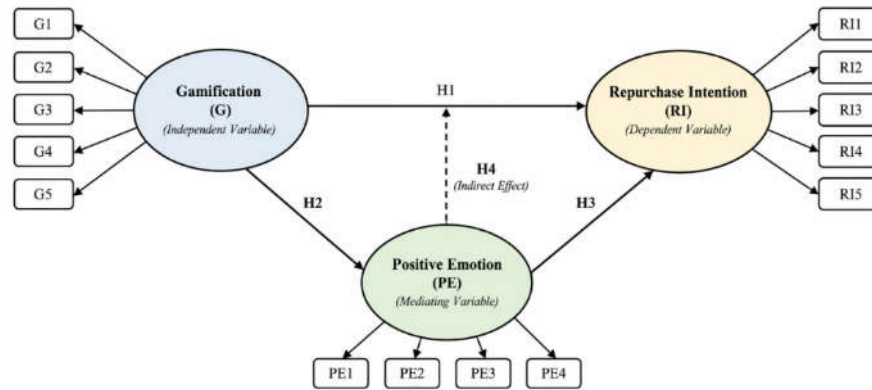 G1
G2
G3
G4
G5
Gamification
(G)
(Independent Variable)
H1
Repurchase Intention
(RI)
(Dependent Variable)
RI1
RI2
RI3
RI4
RI5
H2
H4
(Indirect Effect)
H3
Positive Emotion
(PE)
(Mediating Variable)
PE1
PE2
PE3
PE4